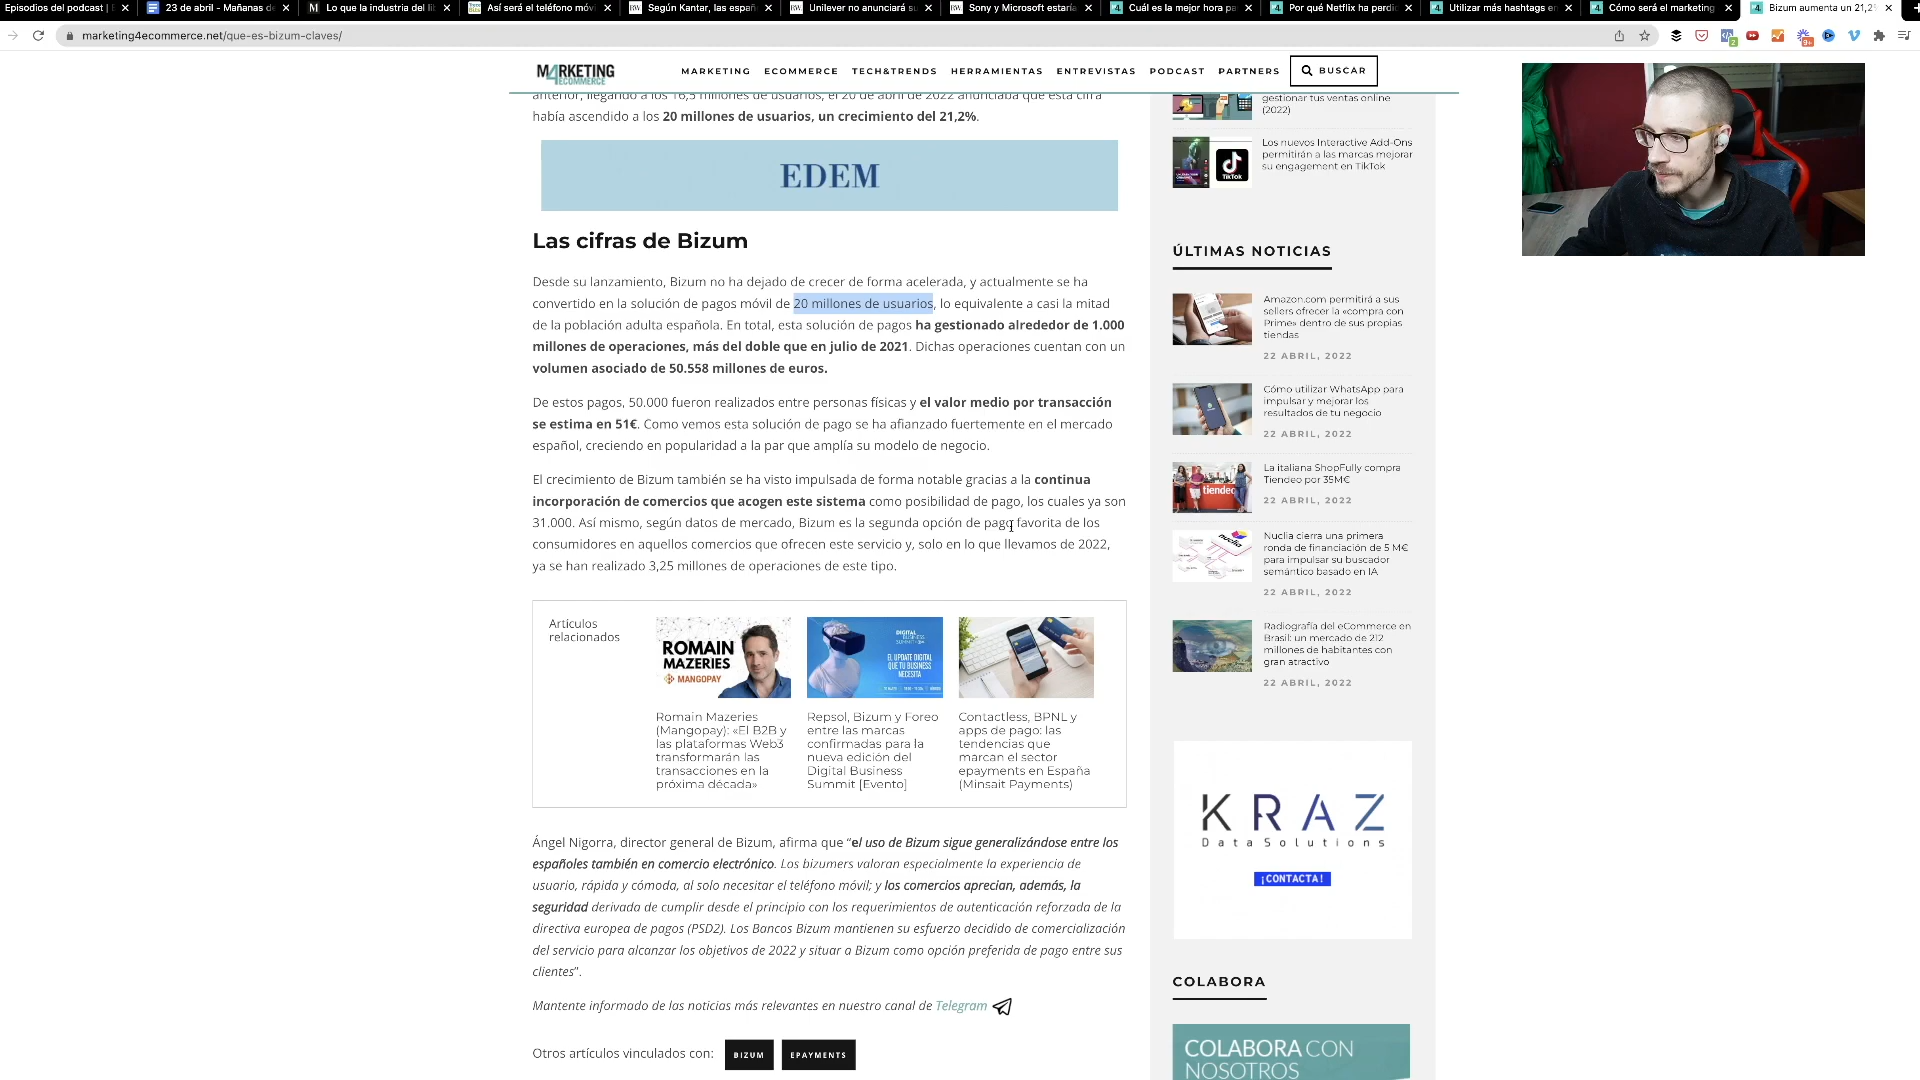 Episodios del podcast |
23 de abril - Mañanas de
Lo que la industria del li
Así será el teléfono móvi
Según Kantar, las españ
Unilever no anunciará s
Sony y Microsoft estaría
Cuál es la mejor hora pa
Por qué Netflix ha perdi
Utilizar más hashtags en
Cómo será el marketing
Bizum aumenta un 21,2
marketing4ecommerce.net/que-es-bizum-claves/
M4RKETING
ECOMMERCE
MARKETING
ECOMMERCE
TECH&TRENDS
HERRAMIENTAS
ENTREVISTAS
PODCAST
PARTNERS
BUSCAR
anterior, llegando a los 16,5 millones de usuarios, el 20 de abril de 2022 anunciaba que esta cifra
había ascendido a los 20 millones de usuarios, un crecimiento del 21,2%.
EDEM
Las cifras de Bizum
Desde su lanzamiento, Bizum no ha dejado de crecer de forma acelerada, y actualmente se ha
convertido en la solución de pagos móvil de 20 millones de usuarios, lo equivalente a casi la mitad
de la población adulta española. En total, esta solución de pagos ha gestionado alrededor de 1.000
millones de operaciones, más del doble que en julio de 2021. Dichas operaciones cuentan con un
volumen asociado de 50.558 millones de euros.
De estos pagos, 50.000 fueron realizados entre personas físicas y el valor medio por transacción
se estima en 51€. Como vemos esta solución de pago se ha afianzado fuertemente en el mercado
español, creciendo en popularidad a la par que amplía su modelo de negocio.
El crecimiento de Bizum también se ha visto impulsada de forma notable gracias a la continua
incorporación de comercios que acogen este sistema como posibilidad de pago, los cuales ya son
31.000. Así mismo, según datos de mercado, Bizum es la segunda opción de pago favorita de los
consumidores en aquellos comercios que ofrecen este servicio y, solo en lo que llevamos de 2022,
ya se han realizado 3,25 millones de operaciones de este tipo.
Artículos
relacionados
ROMAIN
MAZERIES
MANGOPAY
Romain Mazeries
(Mangopay): «El B2B y
las plataformas Web3
transformarán las
transacciones en la
próxima década»
DIGITAL
BUSINESS
SUMMIT
EL UPDATE DIGITAL
QUE TU BUSINESS
NECESITA
Repsol, Bizum y Foreo
entre las marcas
confirmadas para la
nueva edición del
Digital Business
Summit [Evento]
Contactless, BPNL y
apps de pago: las
tendencias que
marcan el sector
epayments en España
(Minsait Payments)
Ángel Nigorra, director general de Bizum, afirma que “el uso de Bizum sigue generalizándose entre los
españoles también en comercio electrónico. Los bizumers valoran especialmente la experiencia de
usuario, rápida y cómoda, al solo necesitar el teléfono móvil; y los comercios aprecian, además, la
seguridad derivada de cumplir desde el principio con los requerimientos de autenticación reforzada de la
directiva europea de pagos (PSD2). Los Bancos Bizum mantienen su esfuerzo decidido de comercialización
del servicio para alcanzar los objetivos de 2022 y situar a Bizum como opción preferida de pago entre sus
clientes”.
Mantente informado de las noticias más relevantes en nuestro canal de Telegram
Otros artículos vinculados con:
BIZUM
EPAYMENTS
gestionar tus ventas online
(2022)
TikTok
Los nuevos Interactive Add-Ons
permitirán a las marcas mejorar
su engagement en TikTok
ÚLTIMAS NOTICIAS
Amazon.com permitirá a sus
sellers ofrecer la «compra con
Prime» dentro de sus propias
tiendas
22 ABRIL, 2022
Cómo utilizar WhatsApp para
impulsar y mejorar los
resultados de tu negocio
22 ABRIL, 2022
tiendeo
La italiana ShopFully compra
Tiendeo por 35M€
22 ABRIL, 2022
nuclia
Nuclia cierra una primera
ronda de financiación de 5 M€
para impulsar su buscador
semántico basado en IA
22 ABRIL, 2022
Radiografía del eCommerce en
Brasil: un mercado de 212
millones de habitantes con
gran atractivo
22 ABRIL, 2022
KRAZ
DataSolutions
¡CONTACTA!
COLABORA
COLABORA CON
NOSOTROS